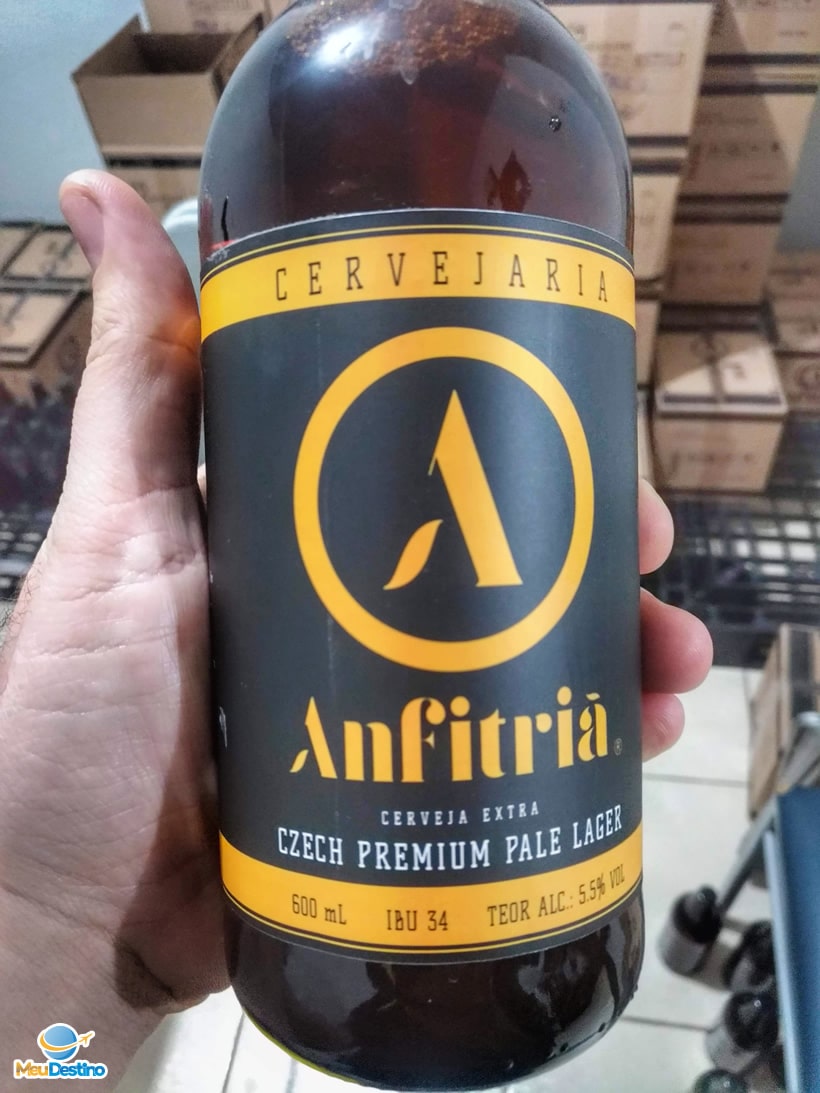 CERVEJARIA
A
Anfitriã
®
CERVEJA EXTRA
CZECH PREMIUM PALE LAGER
600 mL IBU 34 TEOR ALC.: 5.5% VOL
MeuDestino